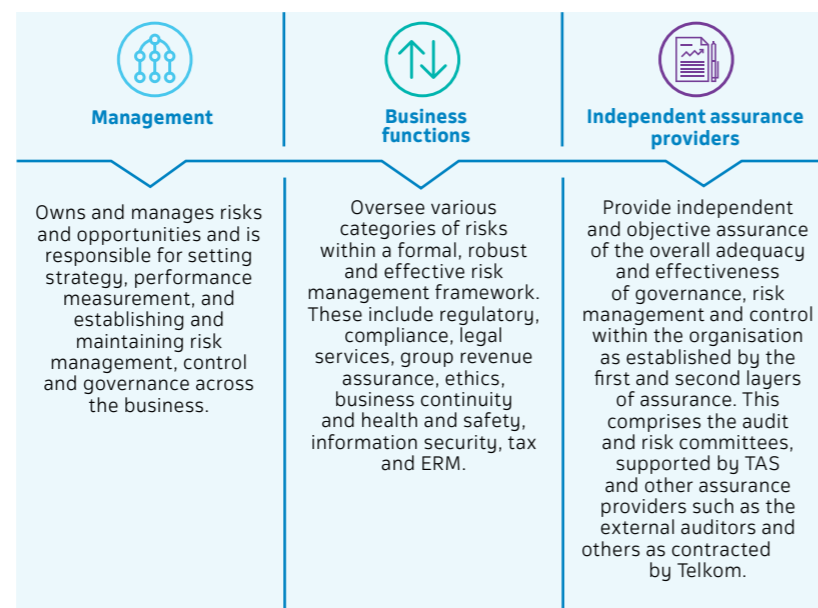 Management
Owns and manages risks
and opportunities and is
responsible for setting
strategy, performance
measurement, and
establishing and
maintaining risk
management, control
and governance across
the business.
Business
functions
Oversee various
categories of risks
within a formal, robust
and effective risk
management framework.
These include regulatory,
compliance, legal
services, group revenue
assurance, ethics,
business continuity
and health and safety,
information security, tax
and ERM.
Independent assurance
providers
Provide independent
and objective assurance
of the overall adequacy
and effectiveness
of governance, risk
management and control
within the organisation
as established by the
first and second layers
of assurance. This
comprises the audit
and risk committees,
supported by TAS
and other assurance
providers such as the
external auditors and
others as contracted
by Telkom.